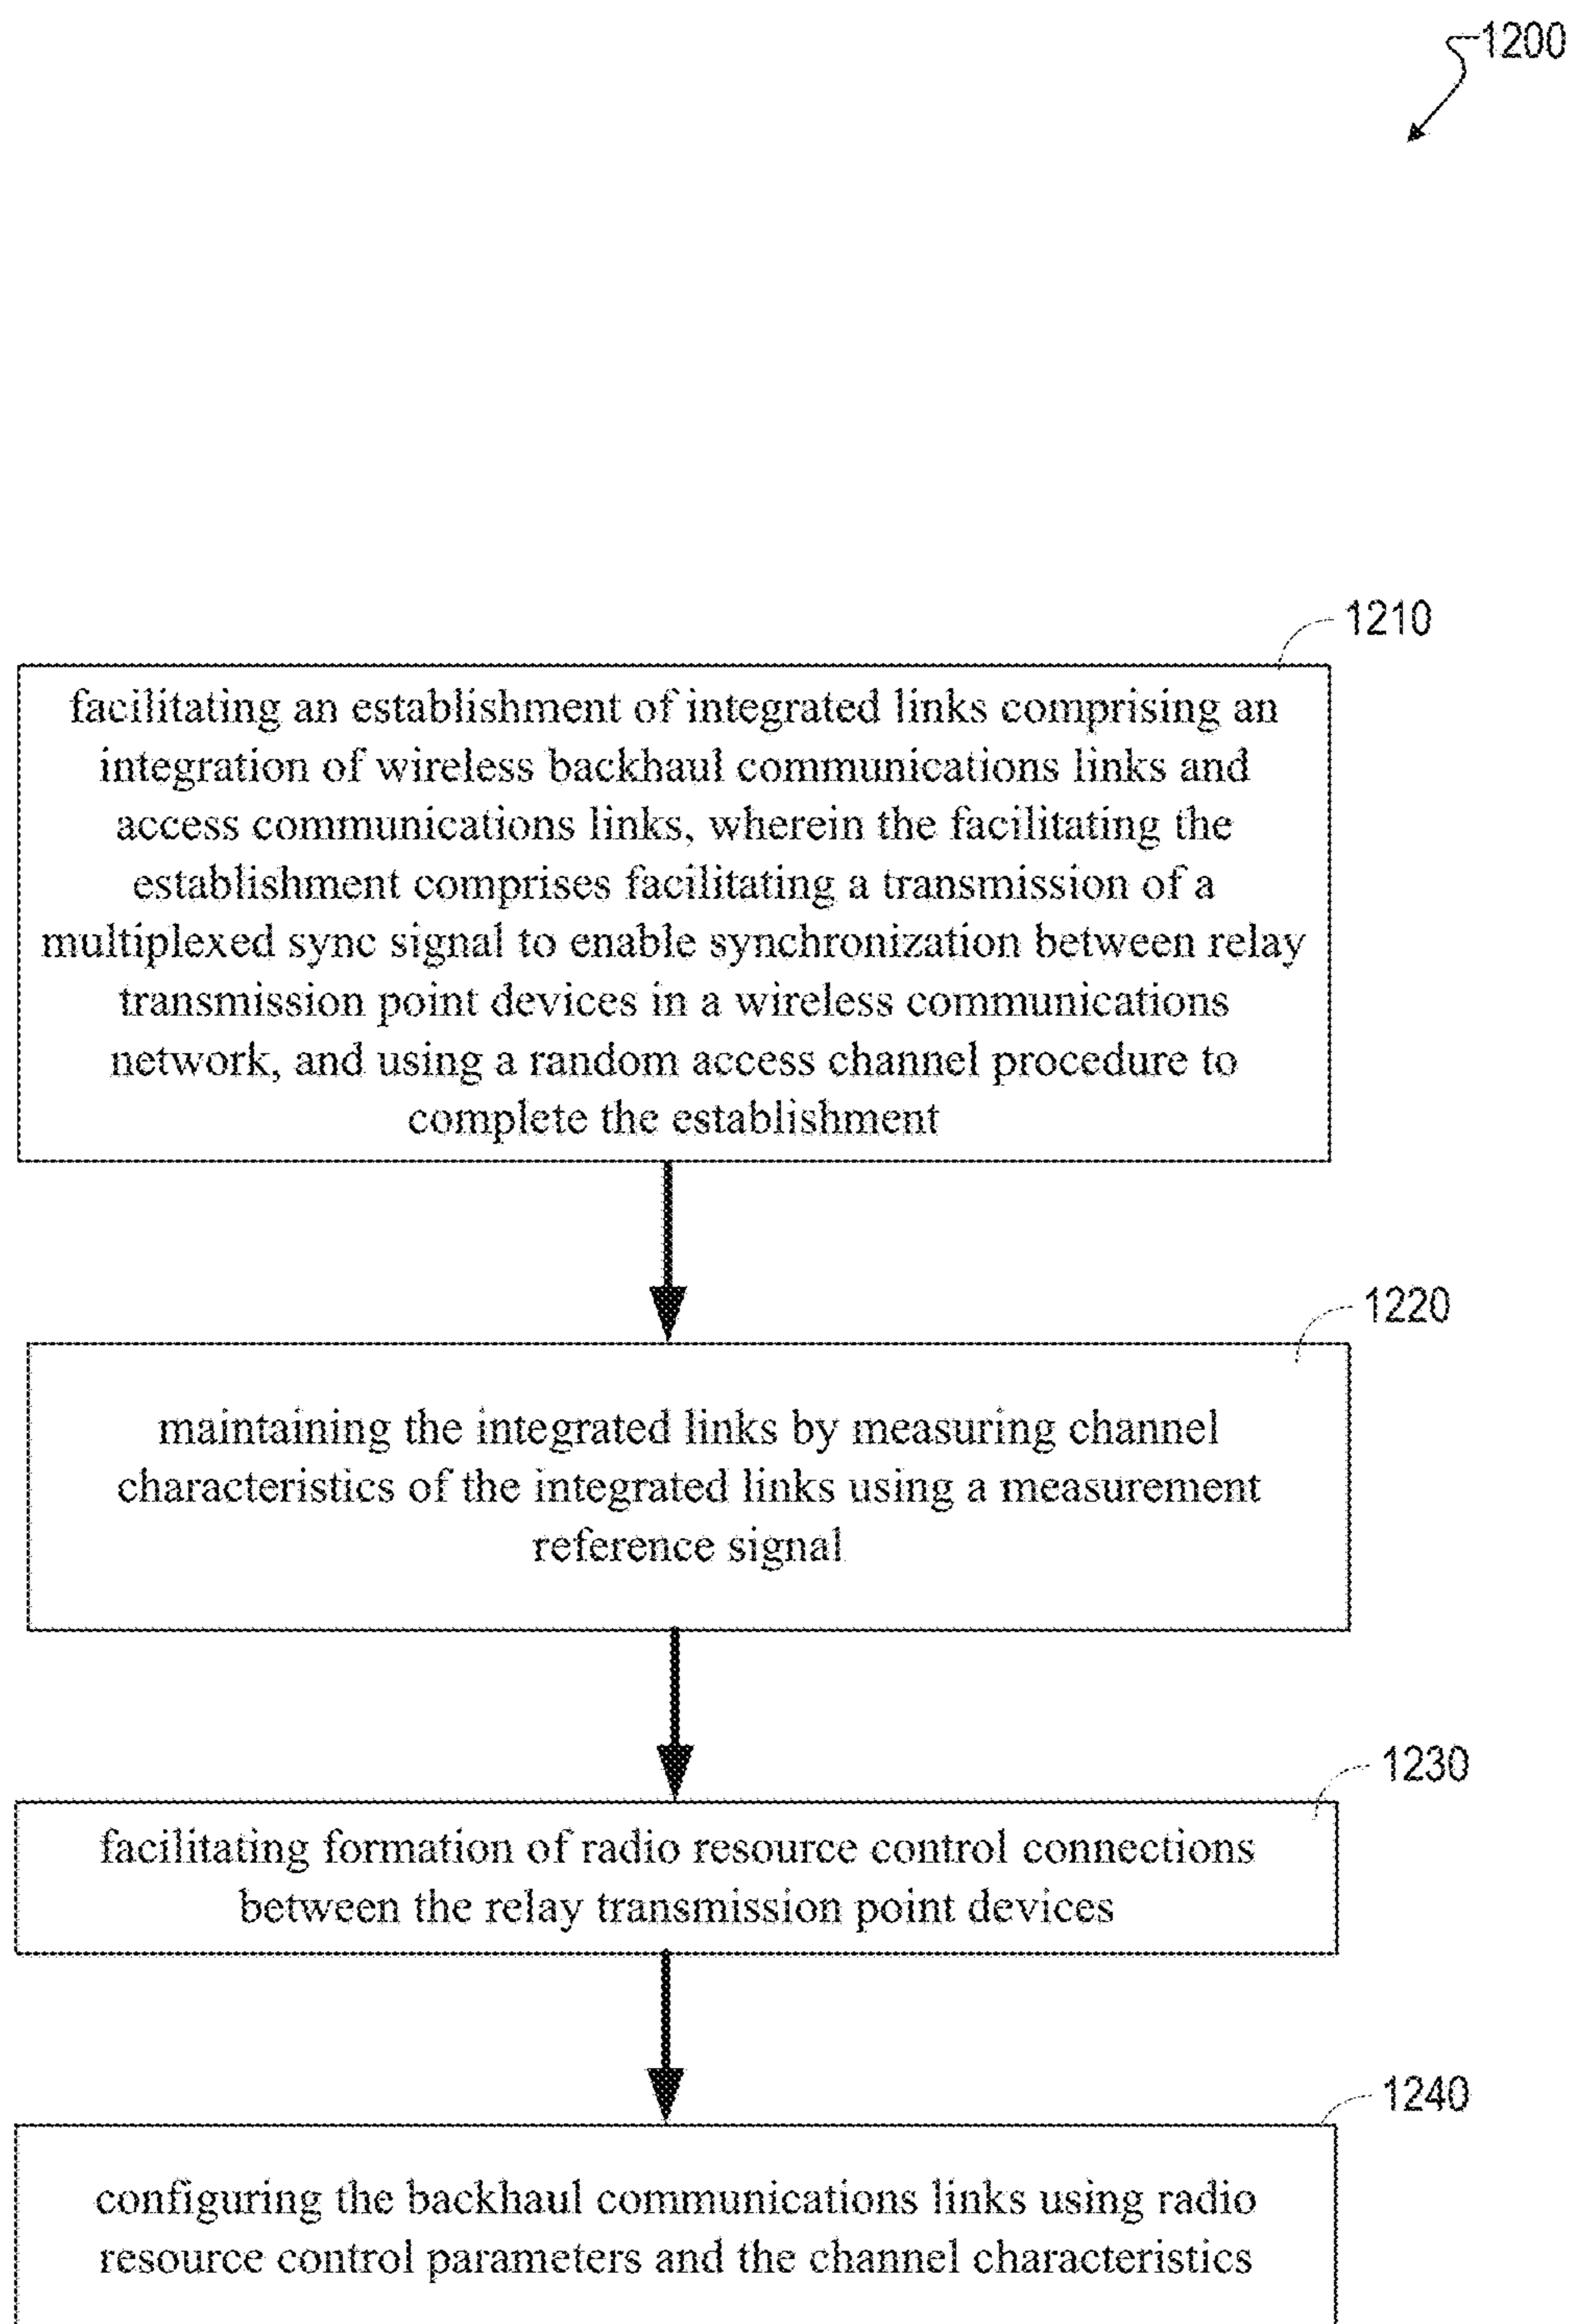 1200
1210
facilitating an establishment of integrated links comprising an
integration of wireless backhaul communications links and
access communications links, wherein the facilitating the
establishment comprises facilitating a transmission of a
multiplexed sync signal to enable synchronization between relay
transmission point devices in a wireless communications
network, and using a random access channel procedure to
complete the establishment
1220
maintaining the integrated links by measuring channel
characteristics of the integrated links using a measurement
reference signal
1230
facilitating formation of radio resource control connections
between the relay transmission point devices
1240
configuring the backhaul communications links using radio
resource control parameters and the channel characteristics